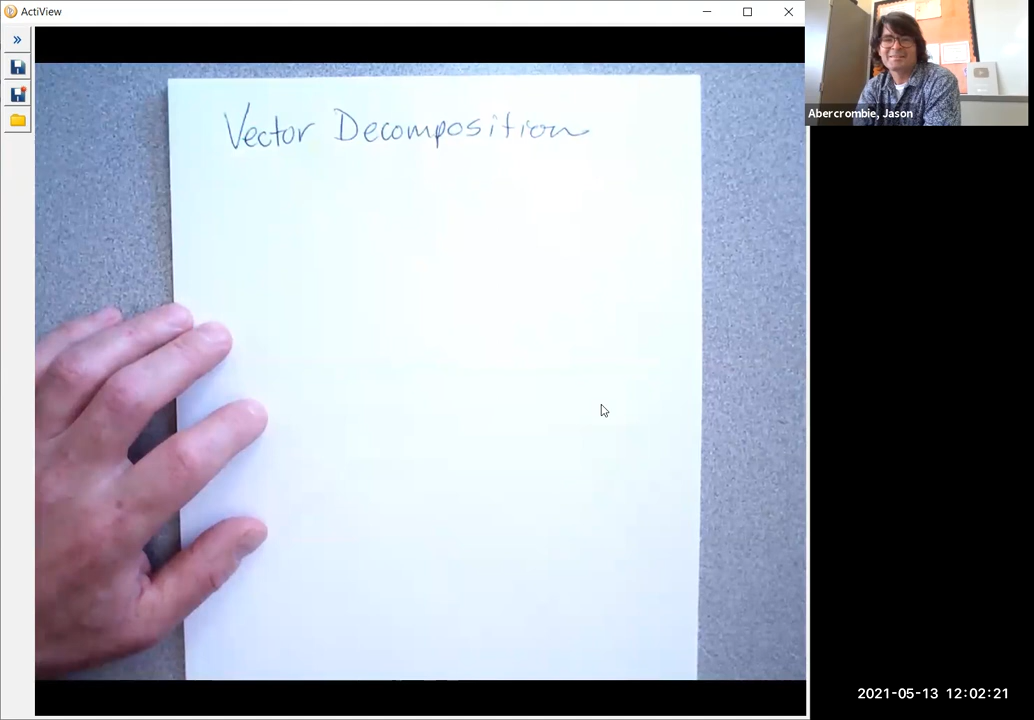 ActiView
Vector Decomposition
Abercrombie, Jason
2021-05-13 12:02:21